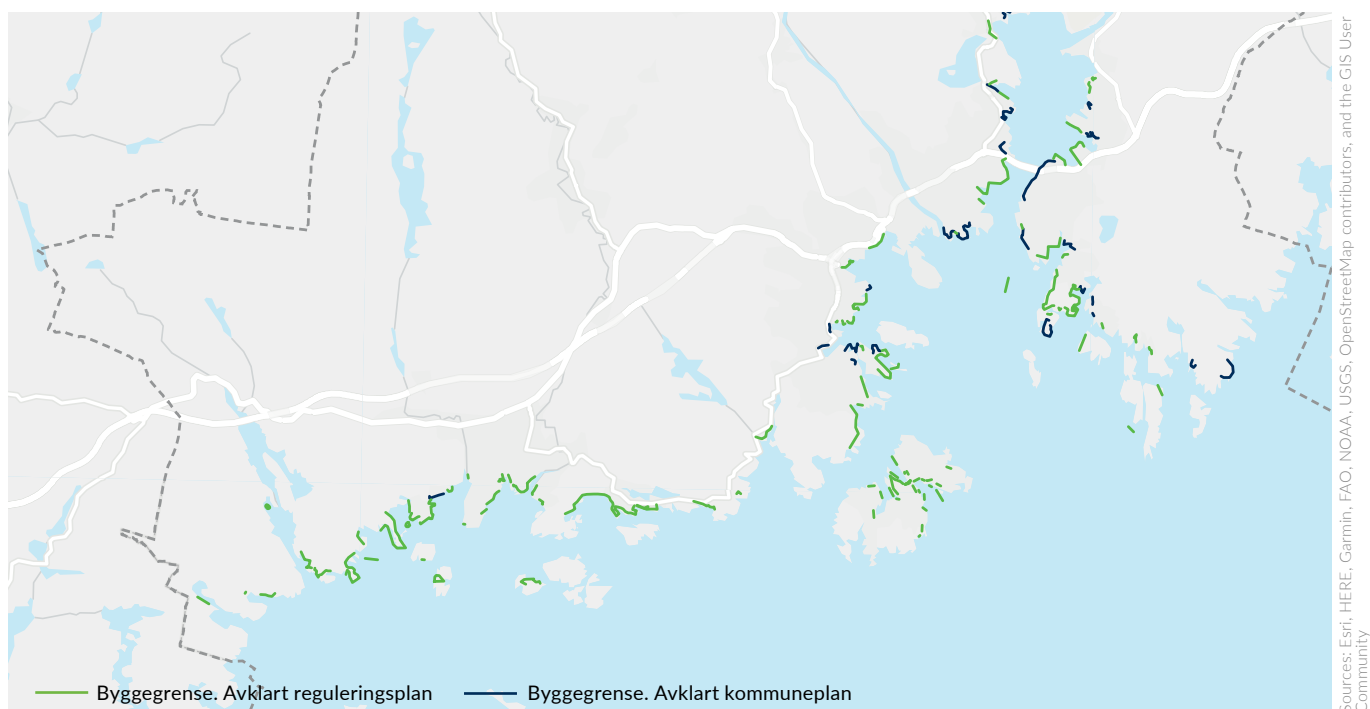 Byggegrense. Avklart reguleringsplan
Byggegrense. Avklart kommuneplan
Sources: Esri, HERE, Garmin, FAO, NOAA, USGS, OpenStreetMap contributors, and the GIS User
Community